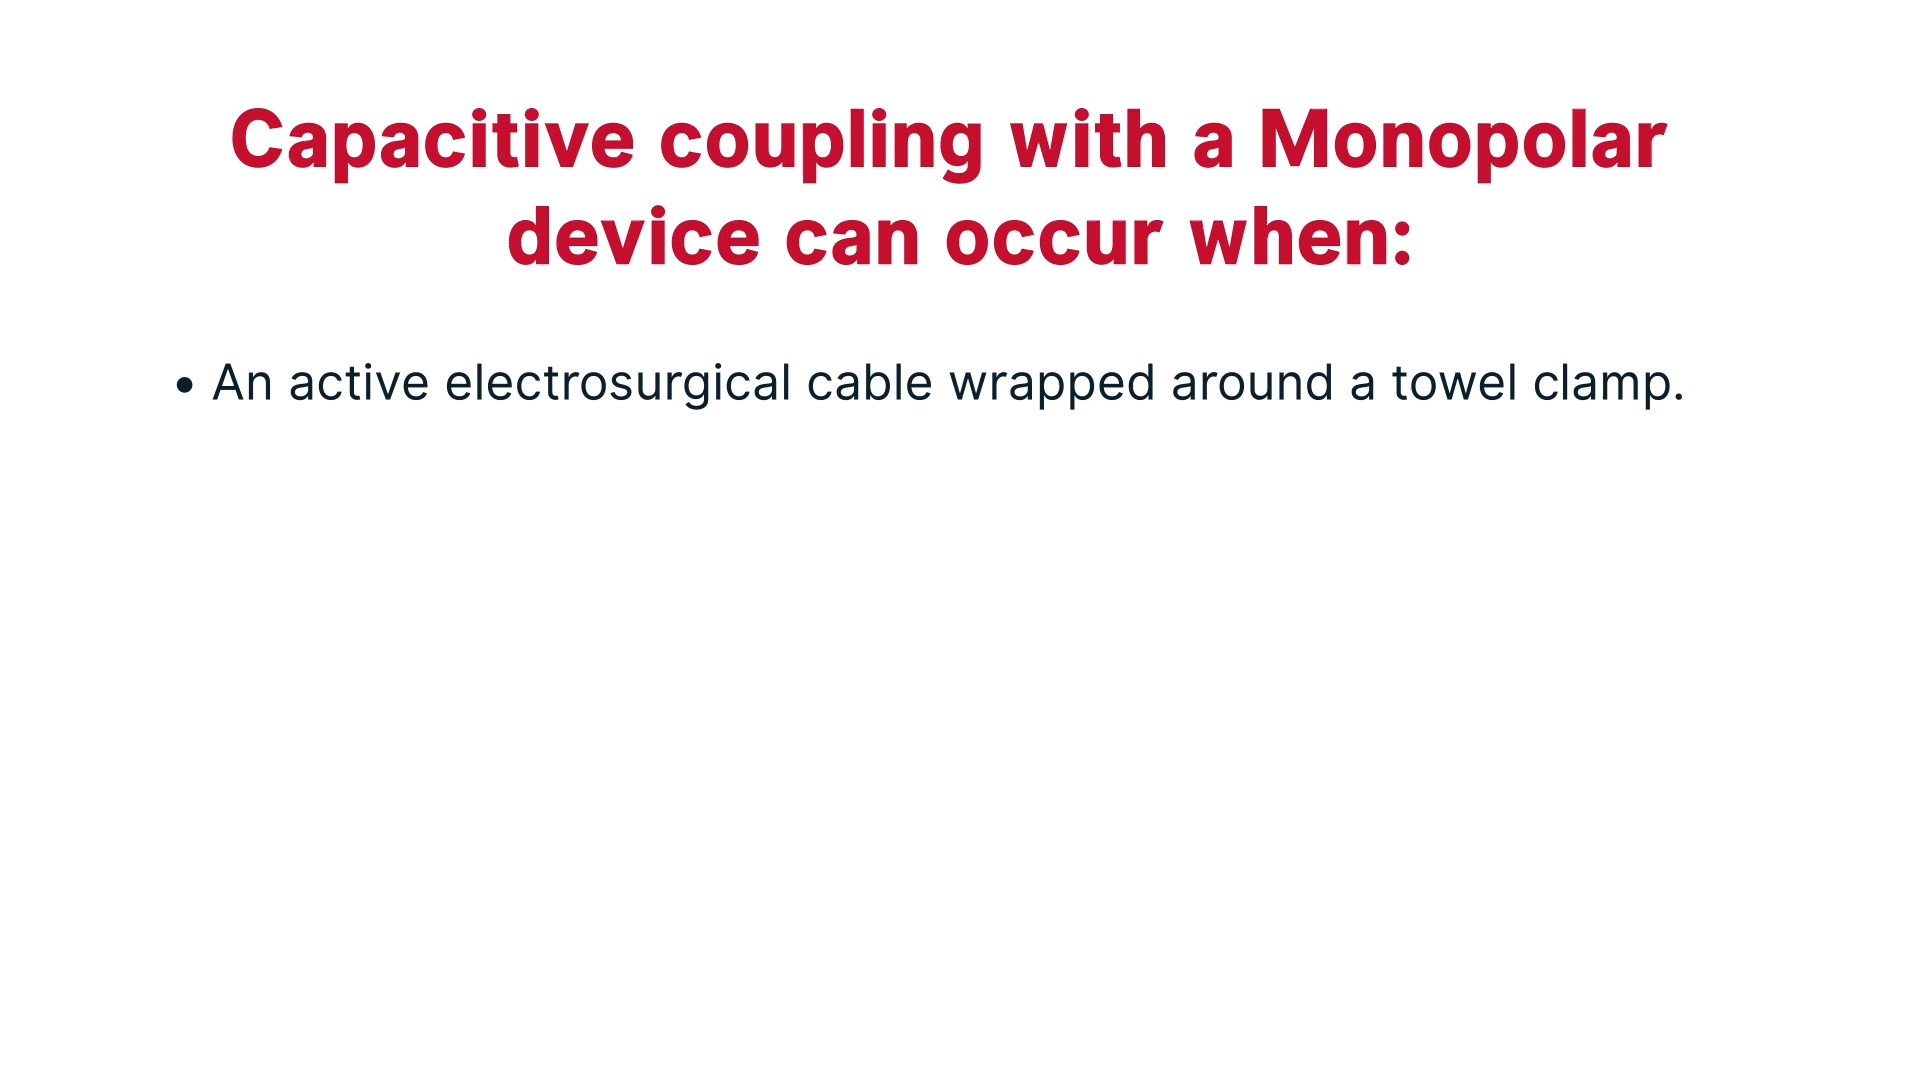 Capacitive coupling with a Monopolar
device can occur when:
• An active electrosurgical cable wrapped around a towel clamp.